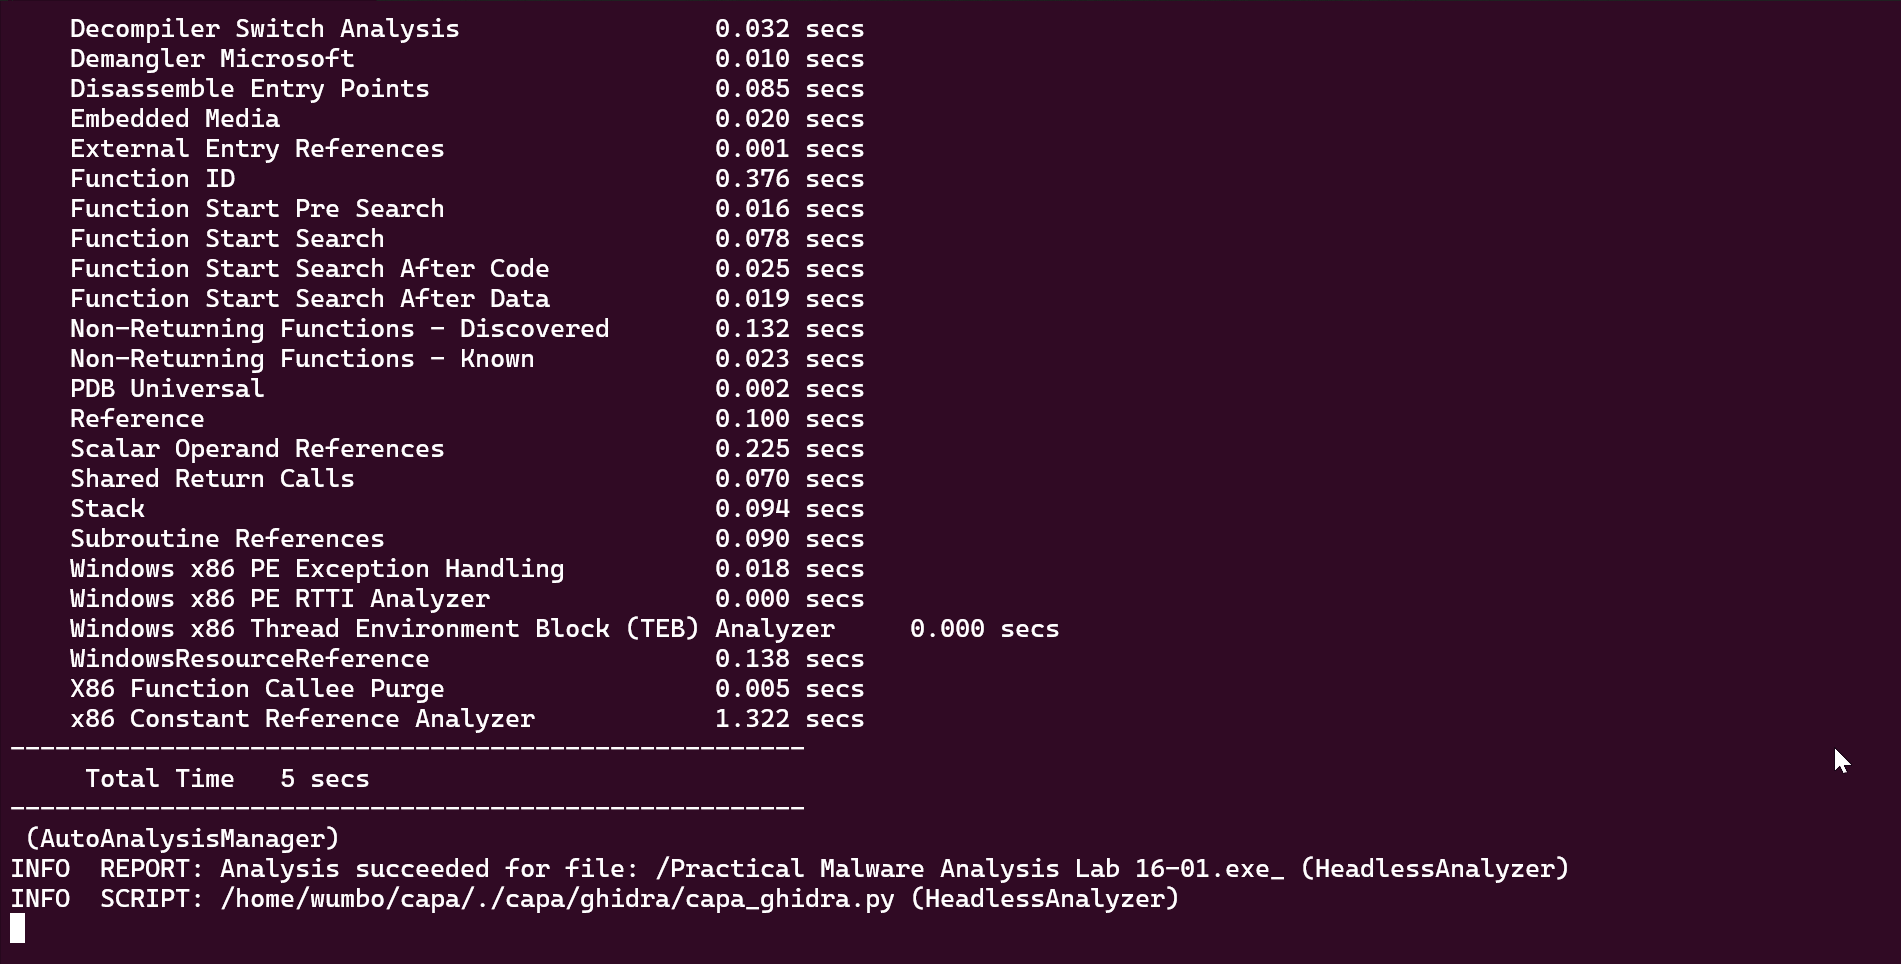 Decompiler Switch Analysis 0.032 secs
Demangler Microsoft 0.010 secs
Disassemble Entry Points 0.085 secs
Embedded Media 0.020 secs
External Entry References 0.001 secs
Function ID 0.376 secs
Function Start Pre Search 0.016 secs
Function Start Search 0.078 secs
Function Start Search After Code 0.025 secs
Function Start Search After Data 0.019 secs
Non-Returning Functions - Discovered 0.132 secs
Non-Returning Functions - Known 0.023 secs
PDB Universal 0.002 secs
Reference 0.100 secs
Scalar Operand References 0.225 secs
Shared Return Calls 0.070 secs
Stack 0.094 secs
Subroutine References 0.090 secs
Windows x86 PE Exception Handling 0.018 secs
Windows x86 PE RTTI Analyzer 0.000 secs
Windows x86 Thread Environment Block (TEB) Analyzer 0.000 secs
WindowsResourceReference 0.138 secs
X86 Function Callee Purge 0.005 secs
x86 Constant Reference Analyzer 1.322 secs
-----------------------------------------------------
Total Time 5 secs
-----------------------------------------------------
(AutoAnalysisManager)
INFO REPORT: Analysis succeeded for file: /Practical Malware Analysis Lab 16-01.exe_ (HeadlessAnalyzer)
INFO SCRIPT: /home/wumbo/capa/./capa/ghidra/capa_ghidra.py (HeadlessAnalyzer)